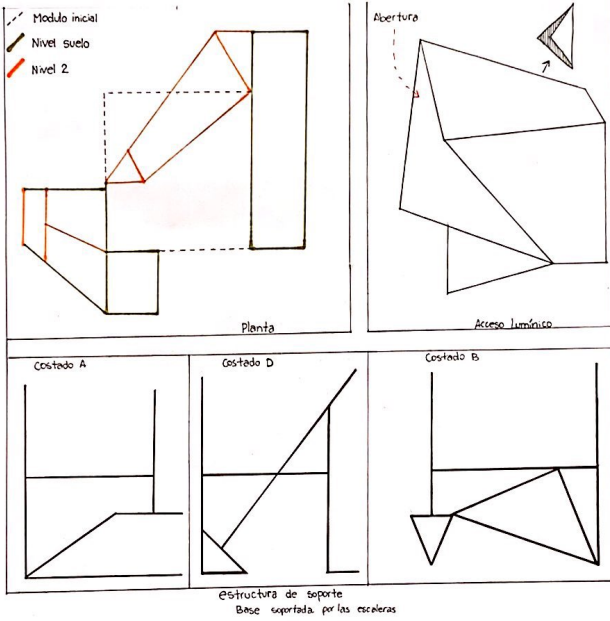 Modulo inicial
Nivel suelo
Nivel 2
Planta
Abertura
Acceso lumínico
Costado A
Costado D
Costado B
estructura de soporte
Base soportada por las escaleras